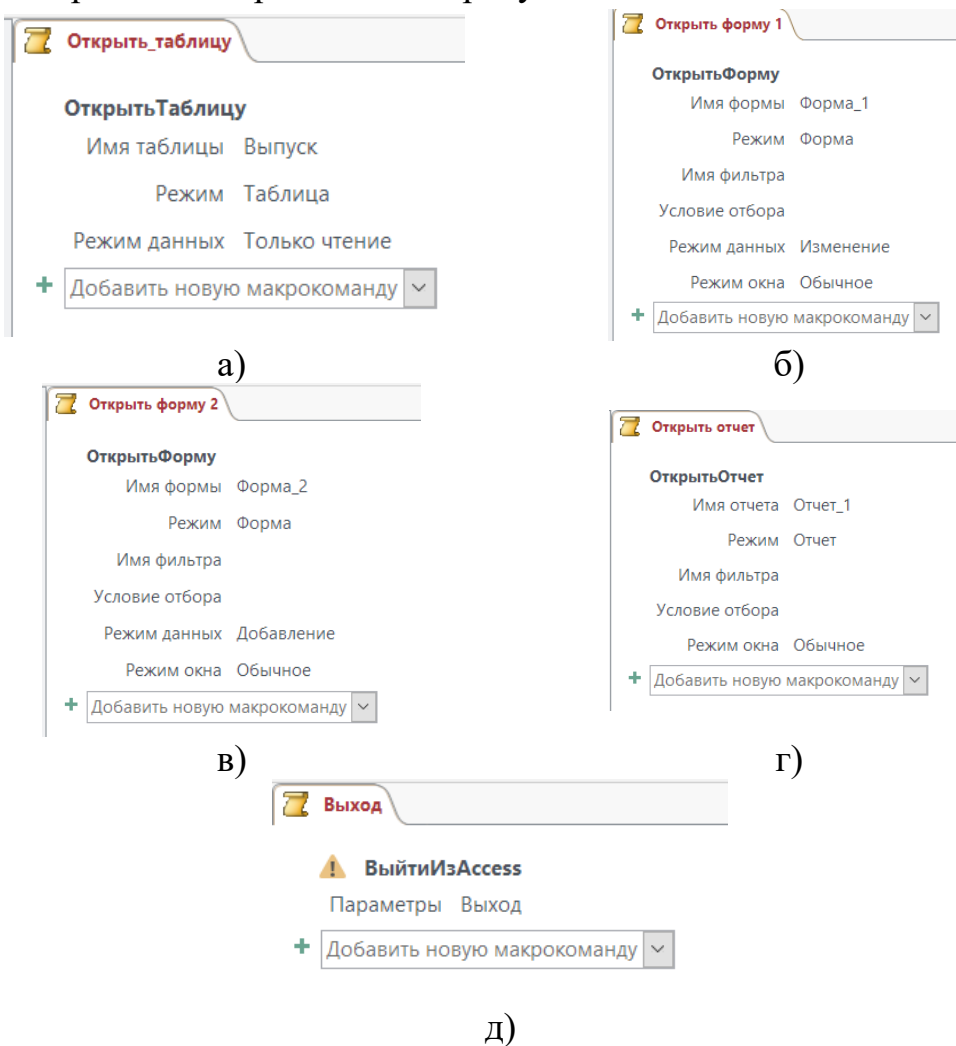 Открыть_таблицу
ОткрытьТаблицу
Имя таблицы Выпуск
Режим Таблица
Режим данных Только чтение
Добавить новую макрокоманду
а)
Открыть форму 1
ОткрытьФорму
Имя формы Форма_1
Режим Форма
Имя фильтра
Условие отбора
Режим данных Изменение
Режим окна Обычное
Добавить новую макрокоманду
б)
Открыть форму 2
ОткрытьФорму
Имя формы Форма_2
Режим Форма
Имя фильтра
Условие отбора
Режим данных Добавление
Режим окна Обычное
Добавить новую макрокоманду
в)
Открыть отчет
ОткрытьОтчет
Имя отчета Отчет_1
Режим Отчет
Имя фильтра
Условие отбора
Режим окна Обычное
Добавить новую макрокоманду
г)
Выход
ВыйтиИзAccess
Параметры Выход
Добавить новую макрокоманду
д)